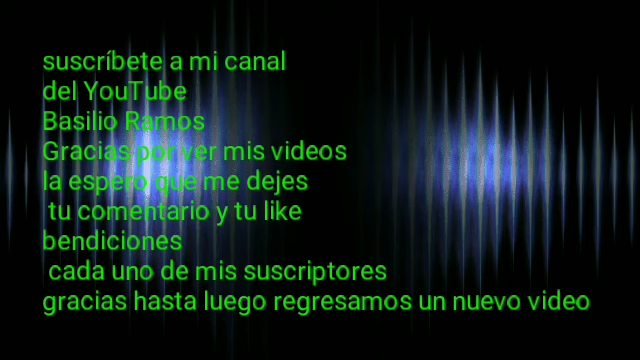 suscríbete a mi canal
del YouTube
Basilio Ramos
Gracias por ver mis videos
la espero que me dejes
tu comentario y tu like
bendiciones
cada uno de mis suscriptores
gracias hasta luego regresamos un nuevo video